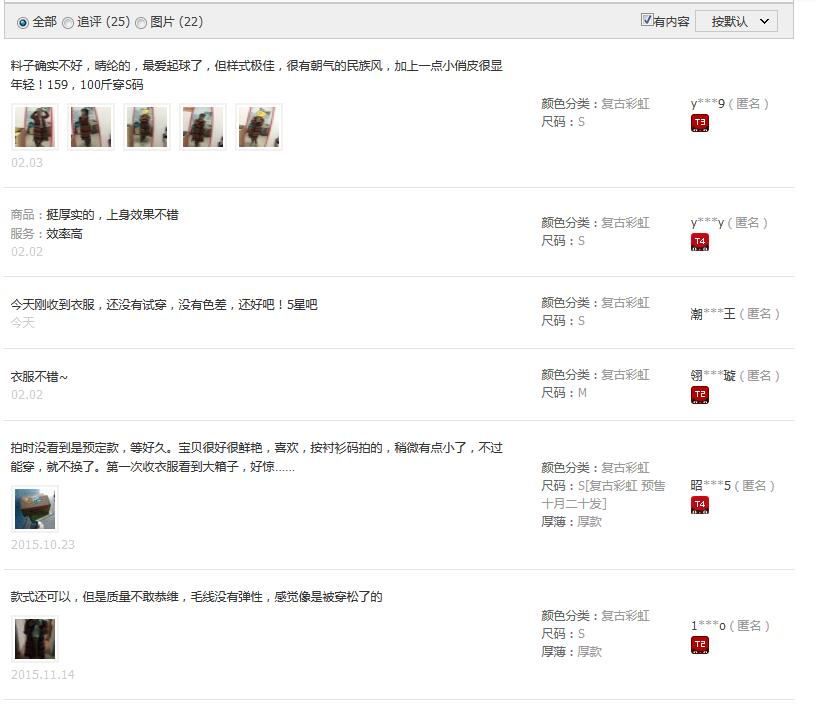 全部 追评 (25) 图片 (22) 有内容 按默认
料子确实不好，晴纶的，最爱起球了，但样式极佳，很有朝气的民族风，加上一点小俏皮很显
年轻！159，100斤穿S码
02.03
颜色分类：复古彩虹
尺码：S
y***9（匿名）
T3
商品：挺厚实的，上身效果不错
服务：效率高
02.02
颜色分类：复古彩虹
尺码：S
y***y（匿名）
T4
今天刚收到衣服，还没有试穿，没有色差，还好吧！5星吧
今天
颜色分类：复古彩虹
尺码：S
潮***王（匿名）
衣服不错~
02.02
颜色分类：复古彩虹
尺码：M
翎***璇（匿名）
T2
拍时没看到是预定款，等好久。宝贝很好很鲜艳，喜欢，按衬衫码拍的，稍微有点小了，不过
能穿，就不换了。第一次收衣服看到大箱子，好惊......
2015.10.23
颜色分类：复古彩虹
尺码：S[复古彩虹 预售
十月二十发]
厚薄：厚款
昭***5（匿名）
T4
款式还可以，但是质量不敢恭维，毛线没有弹性，感觉像是被穿松了的
2015.11.14
颜色分类：复古彩虹
尺码：S
厚薄：厚款
1***o（匿名）
T2